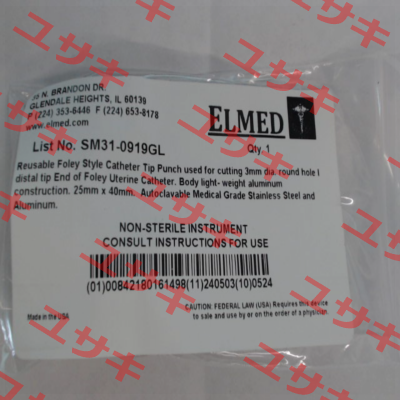 N. BRANDON DR.
GLENDALE HEIGHTS, IL 60139
P (224) 353-6446 F (224) 653-8178
www.elmed.com
ELMED
List No. SM31-0919GL
Qty. 1
Reusable Foley Style Catheter Tip Punch used for cutting 3mm dia. round hole I
distal tip End of Foley Uterine Catheter. Body light- weight aluminum
construction. 25mm x 40mm. Autoclavable Medical Grade Stainless Steel and
Aluminum.
NON-STERILE INSTRUMENT
CONSULT INSTRUCTIONS FOR USE
(01)00842180161498(11)240503(10)0524
Made in the USA
CAUTION: FEDERAL LAW (USA) Requires this device
to sale and use by or on the order of a physician.
ユサキ
ユサキ
ユサキ
ユサキ
ユサキ